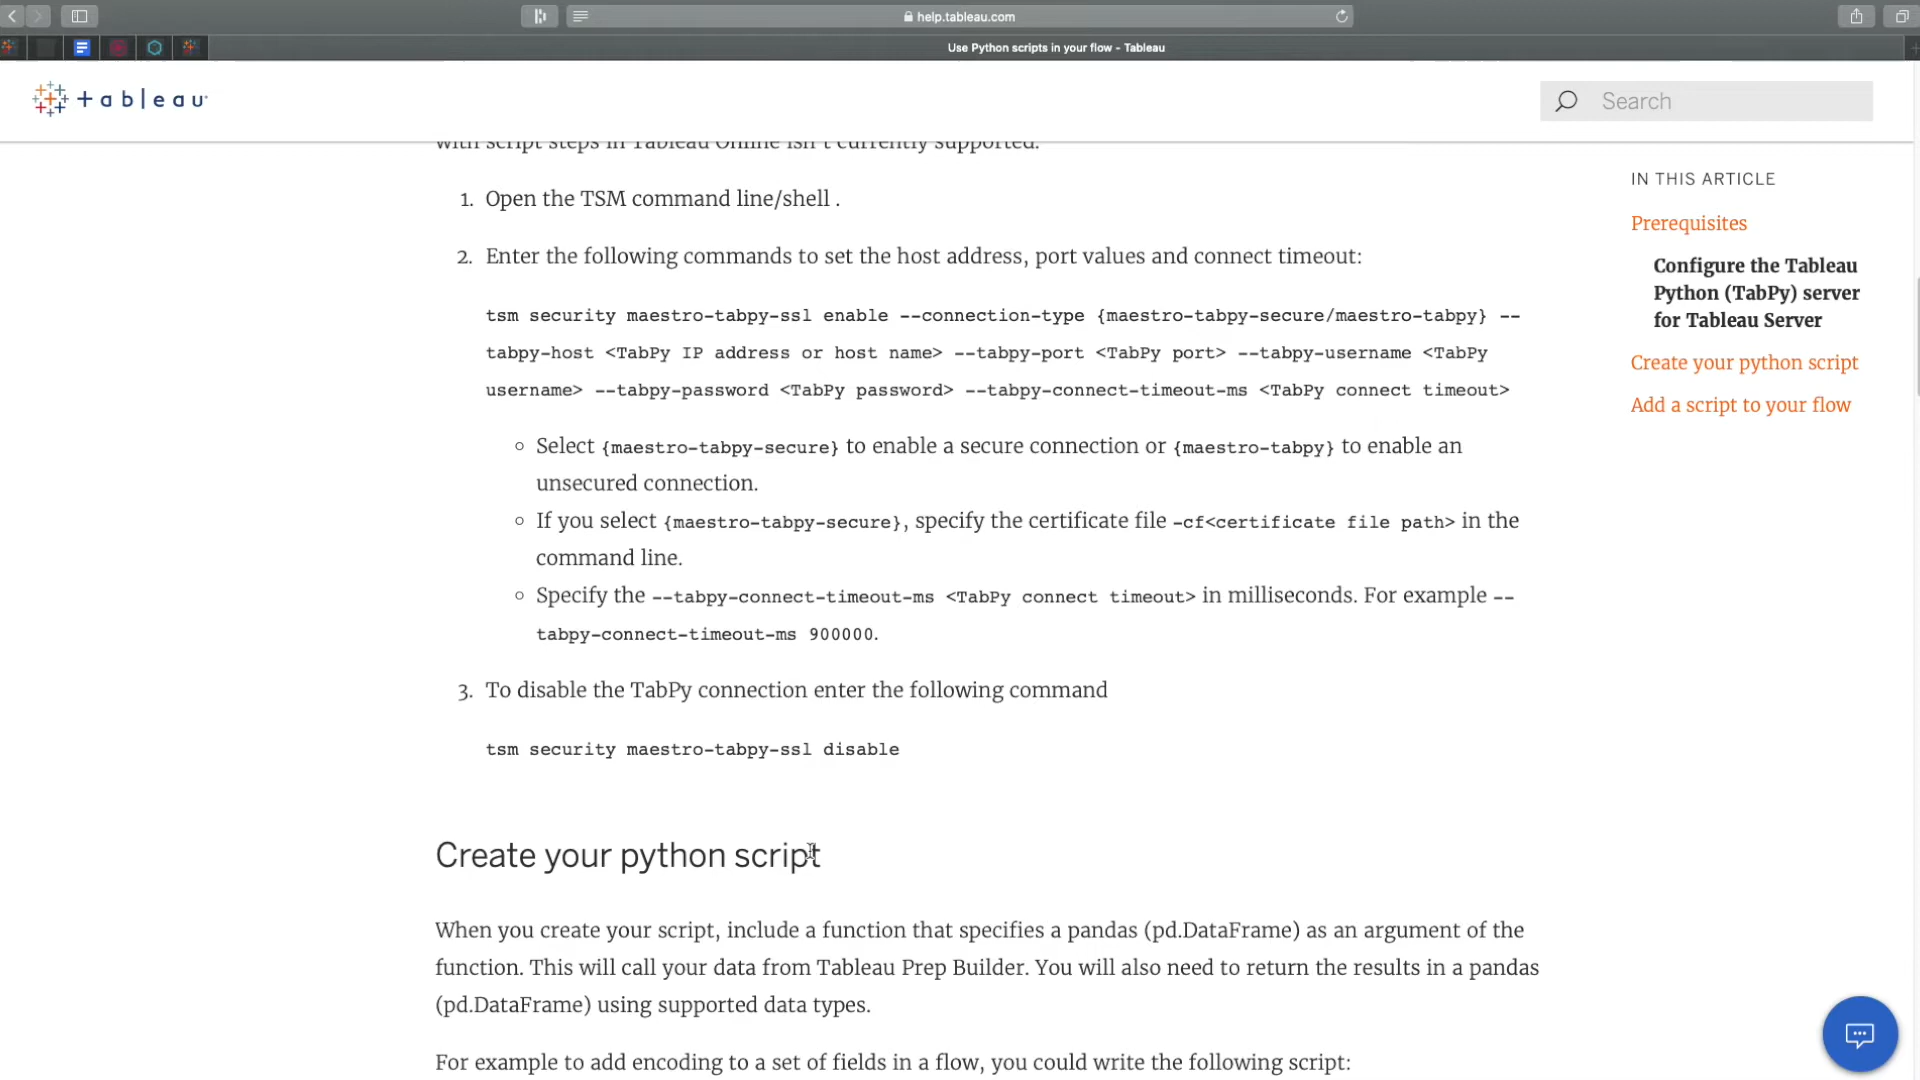 help.tableau.com
Use Python scripts in your flow – Tableau
+ableau
Search
with script steps in Tableau Online isn't currently supported.
1. Open the TSM command line/shell .
2. Enter the following commands to set the host address, port values and connect timeout:
tsm security maestro-tabpy-ssl enable --connection-type {maestro-tabpy-secure/maestro-tabpy} --
tabpy-host <TabPy IP address or host name> --tabpy-port <TabPy port> --tabpy-username <TabPy
username> --tabpy-password <TabPy password> --tabpy-connect-timeout-ms <TabPy connect timeout>
Select {maestro-tabpy-secure} to enable a secure connection or {maestro-tabpy} to enable an
unsecured connection.
If you select {maestro-tabpy-secure}, specify the certificate file -cf<certificate file path> in the
command line.
Specify the --tabpy-connect-timeout-ms <TabPy connect timeout> in milliseconds. For example --
tabpy-connect-timeout-ms 900000.
3. To disable the TabPy connection enter the following command
tsm security maestro-tabpy-ssl disable
Create your python script
When you create your script, include a function that specifies a pandas (pd.DataFrame) as an argument of the
function. This will call your data from Tableau Prep Builder. You will also need to return the results in a pandas
(pd.DataFrame) using supported data types.
For example to add encoding to a set of fields in a flow, you could write the following script:
IN THIS ARTICLE
Prerequisites
Configure the Tableau
Python (TabPy) server
for Tableau Server
Create your python script
Add a script to your flow